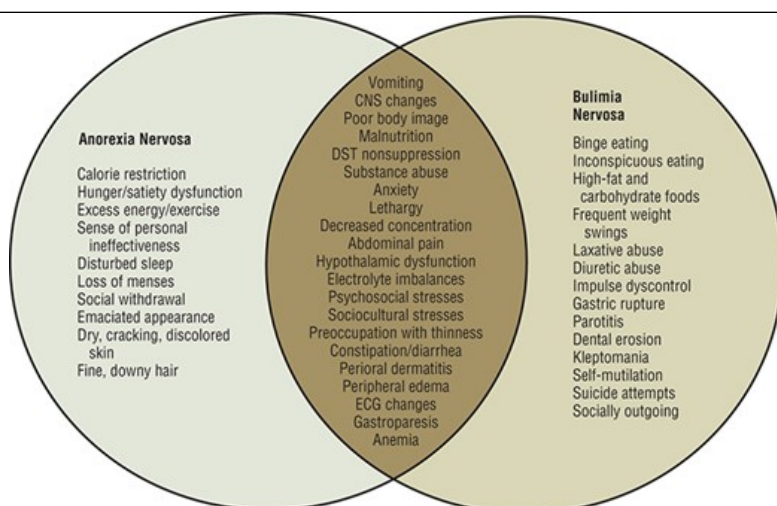 Anorexia Nervosa
Calorie restriction
Hunger/satiety dysfunction
Excess energy/exercise
Sense of personal
ineffectiveness
Disturbed sleep
Loss of menses
Social withdrawal
Emaciated appearance
Dry, cracking, discolored
skin
Fine, downy hair
Vomiting
CNS changes
Poor body image
Malnutrition
DST nonsuppression
Substance abuse
Anxiety
Lethargy
Decreased concentration
Abdominal pain
Hypothalamic dysfunction
Electrolyte imbalances
Psychosocial stresses
Sociocultural stresses
Preoccupation with thinness
Constipation/diarrhea
Perioral dermatitis
Peripheral edema
ECG changes
Gastroparesis
Anemia
Bulimia
Nervosa
Binge eating
Inconspicuous eating
High-fat and
carbohydrate foods
Frequent weight
swings
Laxative abuse
Diuretic abuse
Impulse dyscontrol
Gastric rupture
Parotitis
Dental erosion
Kleptomania
Self-mutilation
Suicide attempts
Socially outgoing